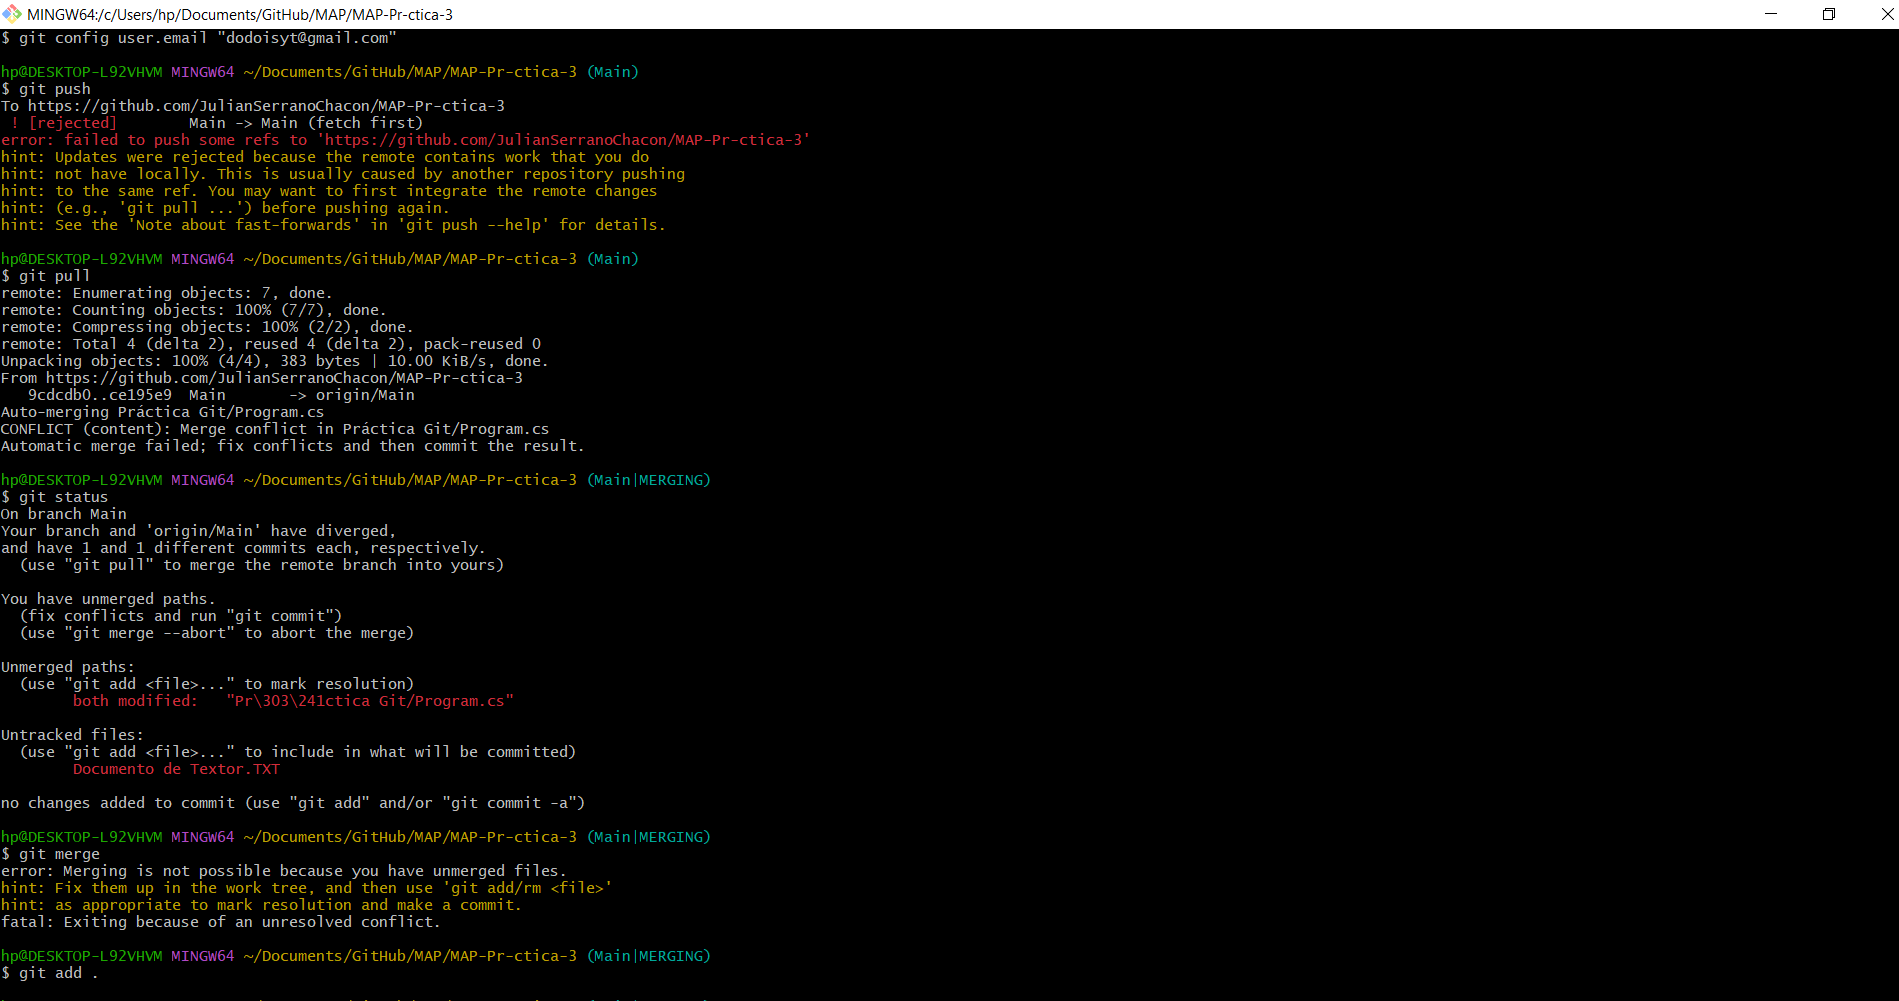 MINGW64:/c/Users/hp/Documents/GitHub/MAP/MAP-Pr-ctica-3
$ git config user.email "dodoisyt@gmail.com"
hp@DESKTOP-L92VHVM MINGW64 ~/Documents/GitHub/MAP/MAP-Pr-ctica-3 (Main)
$ git push
To https://github.com/JulianSerranoChacon/MAP-Pr-ctica-3
 ! [rejected]        Main -> Main (fetch first)
error: failed to push some refs to 'https://github.com/JulianSerranoChacon/MAP-Pr-ctica-3'
hint: Updates were rejected because the remote contains work that you do
hint: not have locally. This is usually caused by another repository pushing
hint: to the same ref. You may want to first integrate the remote changes
hint: (e.g., 'git pull ...') before pushing again.
hint: See the 'Note about fast-forwards' in 'git push --help' for details.
hp@DESKTOP-L92VHVM MINGW64 ~/Documents/GitHub/MAP/MAP-Pr-ctica-3 (Main)
$ git pull
remote: Enumerating objects: 7, done.
remote: Counting objects: 100% (7/7), done.
remote: Compressing objects: 100% (2/2), done.
remote: Total 4 (delta 2), reused 4 (delta 2), pack-reused 0
Unpacking objects: 100% (4/4), 383 bytes | 10.00 KiB/s, done.
From https://github.com/JulianSerranoChacon/MAP-Pr-ctica-3
   9cdcdb0..ce195e9  Main       -> origin/Main
Auto-merging Práctica Git/Program.cs
CONFLICT (content): Merge conflict in Práctica Git/Program.cs
Automatic merge failed; fix conflicts and then commit the result.
hp@DESKTOP-L92VHVM MINGW64 ~/Documents/GitHub/MAP/MAP-Pr-ctica-3 (Main|MERGING)
$ git status
On branch Main
Your branch and 'origin/Main' have diverged,
and have 1 and 1 different commits each, respectively.
  (use "git pull" to merge the remote branch into yours)
You have unmerged paths.
  (fix conflicts and run "git commit")
  (use "git merge --abort" to abort the merge)
Unmerged paths:
  (use "git add <file>..." to mark resolution)
        both modified:   "Pr\303\241ctica Git/Program.cs"
Untracked files:
  (use "git add <file>..." to include in what will be committed)
        Documento de Textor.TXT
no changes added to commit (use "git add" and/or "git commit -a")
hp@DESKTOP-L92VHVM MINGW64 ~/Documents/GitHub/MAP/MAP-Pr-ctica-3 (Main|MERGING)
$ git merge
error: Merging is not possible because you have unmerged files.
hint: Fix them up in the work tree, and then use 'git add/rm <file>'
hint: as appropriate to mark resolution and make a commit.
fatal: Exiting because of an unresolved conflict.
hp@DESKTOP-L92VHVM MINGW64 ~/Documents/GitHub/MAP/MAP-Pr-ctica-3 (Main|MERGING)
$ git add .